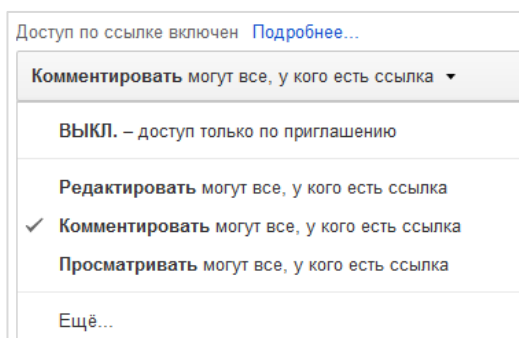 Доступ по ссылке включен Подробнее...
Комментировать могут все, у кого есть ссылка
ВЫКЛ. – доступ только по приглашению
Редактировать могут все, у кого есть ссылка
Комментировать могут все, у кого есть ссылка
Просматривать могут все, у кого есть ссылка
Ещё...